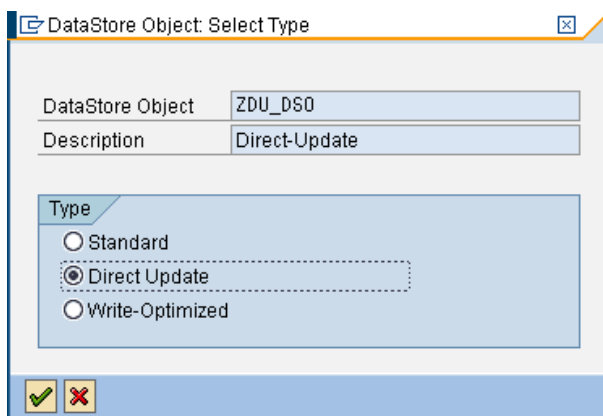 DataStore Object: Select Type
DataStore Object ZDU_DSO
Description Direct-Update
Type
Standard
Direct Update
Write-Optimized